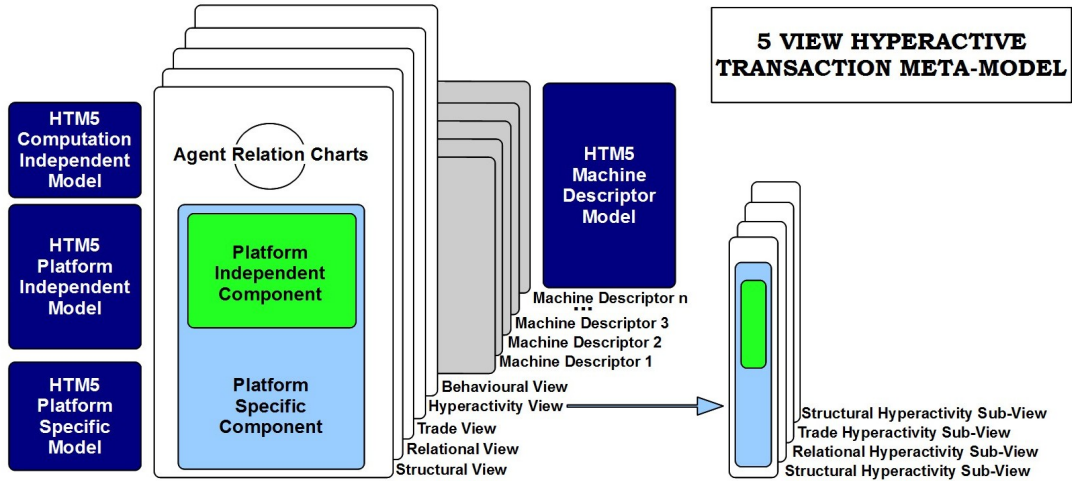 5 VIEW HYPERACTIVE
TRANSACTION META-MODEL
HTM5
Computation
Independent
Model
HTM5
Platform
Independent
Model
HTM5
Platform
Specific
Model
Agent Relation Charts
Platform
Independent
Component
Platform
Specific
Component
HTM5
Machine
Descriptor
Model
Machine Descriptor n
...
Machine Descriptor 3
Machine Descriptor 2
Machine Descriptor 1
Behavioural View
Hyperactivity View
Trade View
Relational View
Structural View
Structural Hyperactivity Sub-View
Trade Hyperactivity Sub-View
Relational Hyperactivity Sub-View
Structural Hyperactivity Sub-View